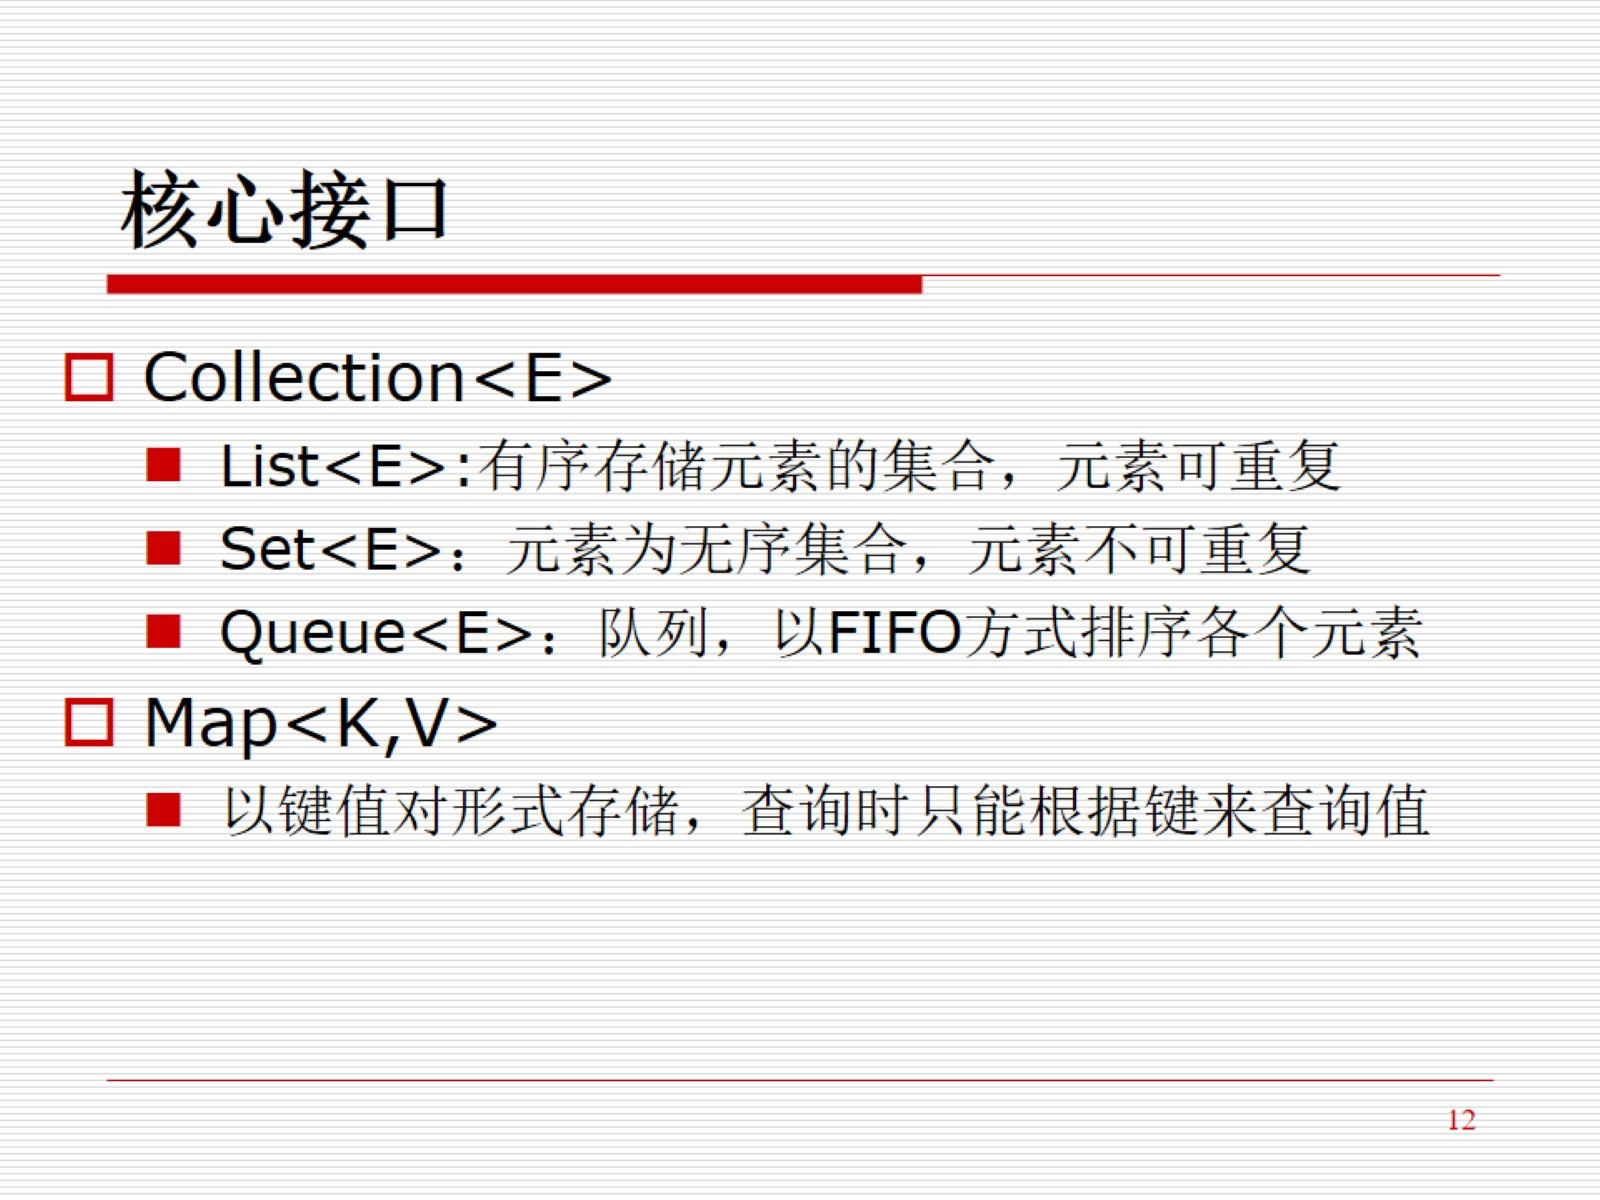 核心接口
Collection<E>
List<E>:有序存储元素的集合，元素可重复
Set<E>：元素为无序集合，元素不可重复
Queue<E>：队列，以FIFO方式排序各个元素
Map<K,V>
以键值对形式存储，查询时只能根据键来查询值
12